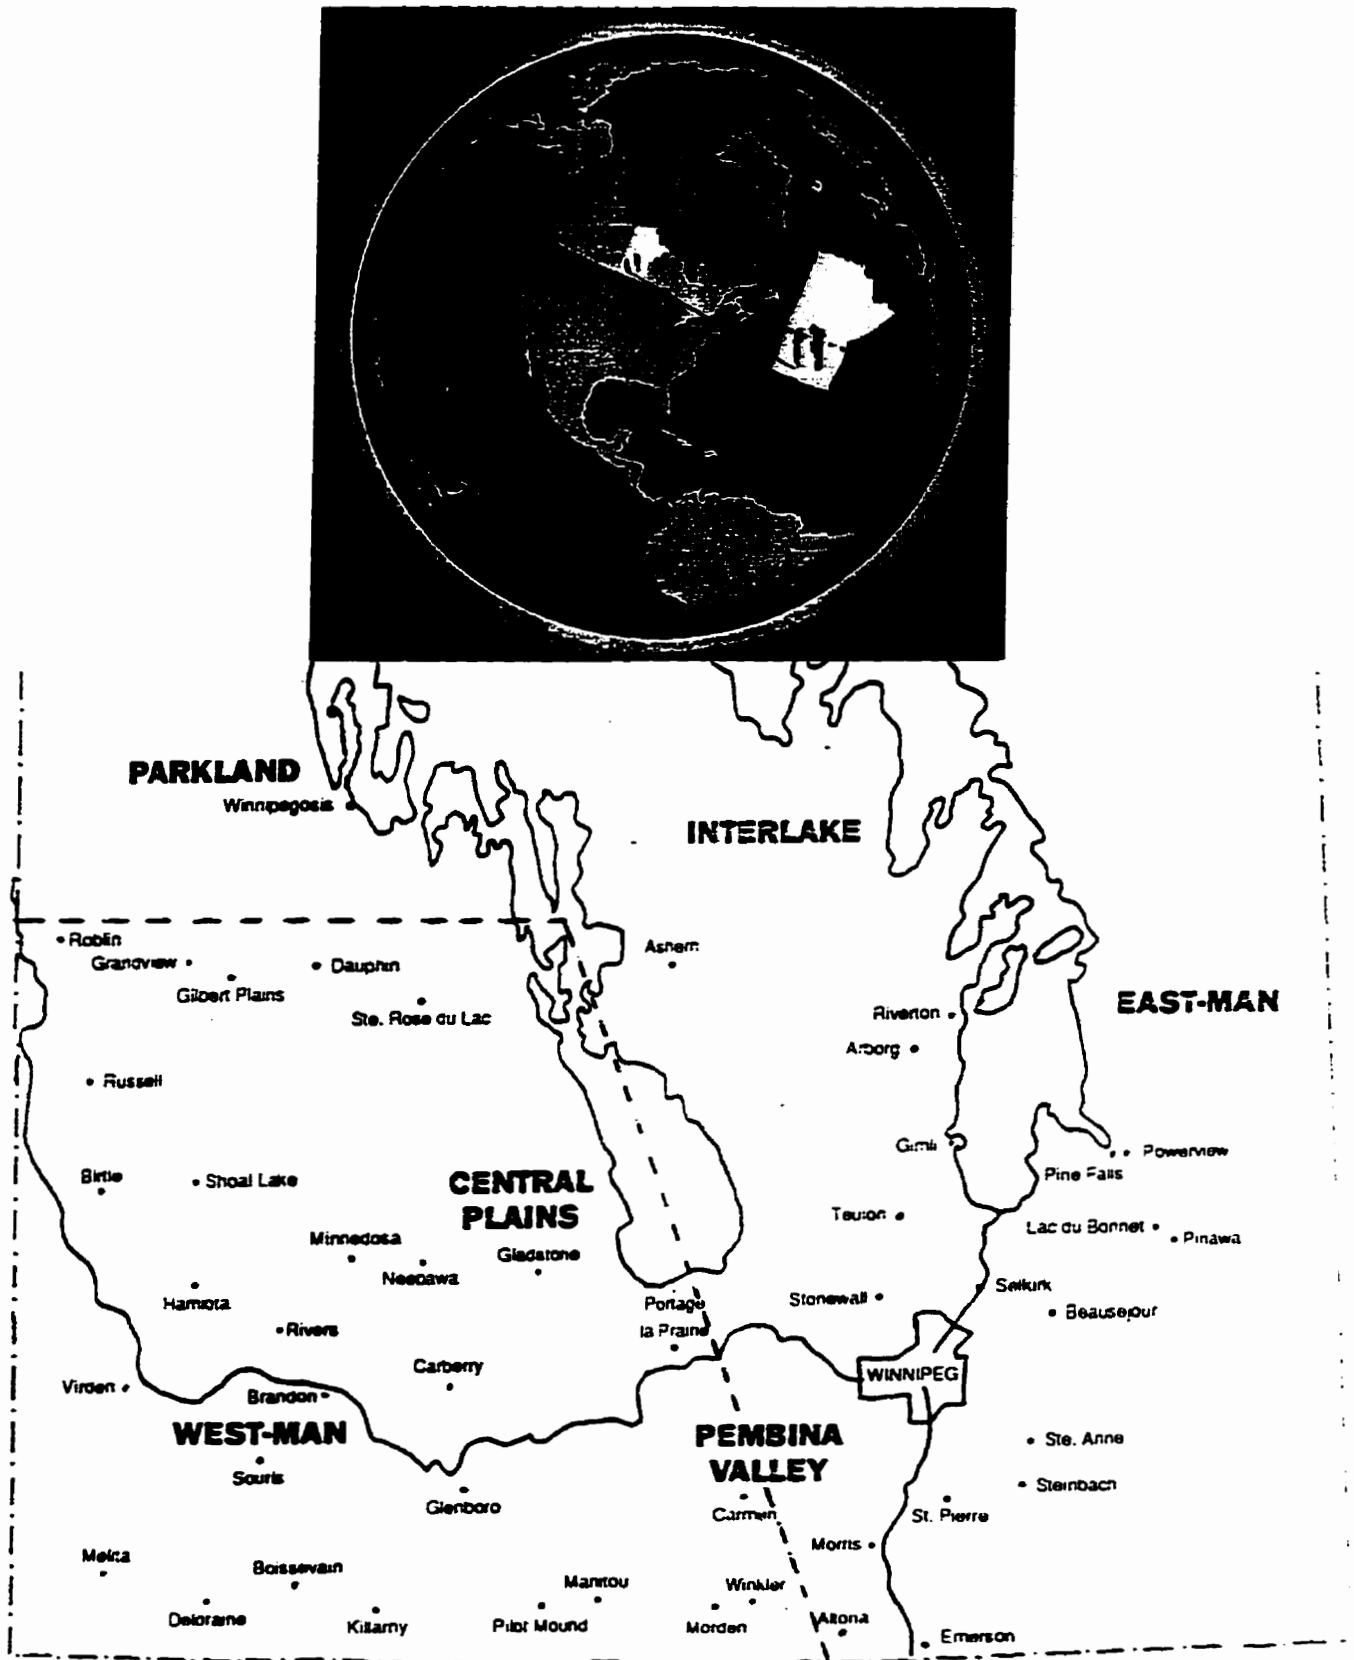 PARKLAND
Winnipegosis
INTERLAKE
Roblin
Grandview
Dauphin
Gilbert Plains
Ste. Rose du Lac
Ashern
EAST-MAN
Riverton
Arborg
Russell
Gimli
Powerview
Pine Falls
Birtle
Shoal Lake
CENTRAL
PLAINS
Teulon
Lac du Bonnet
Pinawa
Minnedosa
Neepawa
Gladstone
Hamiota
Portage
la Prairie
Stonewall
Selkirk
Beausejour
Rivers
Carberry
Virden
Brandon
WINNIPEG
WEST-MAN
PEMBINA
VALLEY
Ste. Anne
Souris
Steinbach
Glenboro
Carman
St. Pierre
Morris
Melita
Boissevain
Manitou
Winkler
Deloraine
Killarny
Pilot Mound
Morden
Altona
Emerson